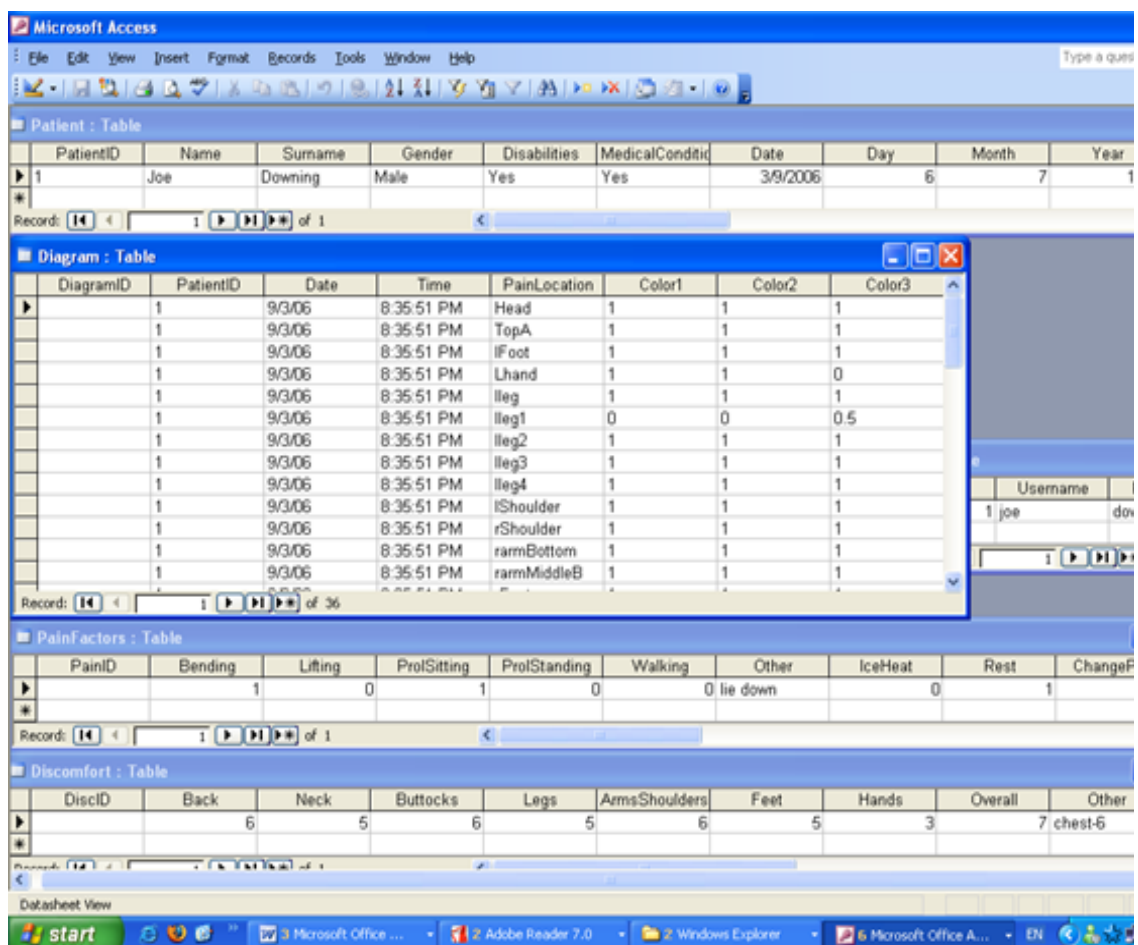 Microsoft Access
File Edit View Insert Format Records Tools Window Help Type a quest
Patient : Table
PatientID Name Surname Gender Disabilities MedicalConditio Date Day Month Year
1 Joe Downing Male Yes Yes 3/9/2006 6 7 1
Record: 1 of 1
Diagram : Table
DiagramID PatientID Date Time PainLocation Color1 Color2 Color3
1 9/3/06 8:35:51 PM Head 1 1 1
1 9/3/06 8:35:51 PM TopA 1 1 1
1 9/3/06 8:35:51 PM lFoot 1 1 1
1 9/3/06 8:35:51 PM Lhand 1 1 0
1 9/3/06 8:35:51 PM lleg 1 1 1
1 9/3/06 8:35:51 PM lleg1 0 0 0.5
1 9/3/06 8:35:51 PM lleg2 1 1 1
1 9/3/06 8:35:51 PM lleg3 1 1 1
1 9/3/06 8:35:51 PM lleg4 1 1 1
1 9/3/06 8:35:51 PM lShoulder 1 1 1
1 9/3/06 8:35:51 PM rShoulder 1 1 1
1 9/3/06 8:35:51 PM rarmBottom 1 1 1
1 9/3/06 8:35:51 PM rarmMiddleB 1 1 1
Record: 1 of 36
e
Username
1 joe dov
1
PainFactors : Table
PainID Bending Lifting ProlSitting ProlStanding Walking Other IceHeat Rest ChangeP
1 0 1 0 0 lie down 0 1
Record: 1 of 1
Discomfort : Table
DiscID Back Neck Buttocks Legs ArmsShoulders Feet Hands Overall Other
6 5 6 5 6 5 3 7 chest-6
Record: 1 of 1
Datasheet View
start 3 Microsoft Office ... 2 Adobe Reader 7.0 2 Windows Explorer 6 Microsoft Office A... EN